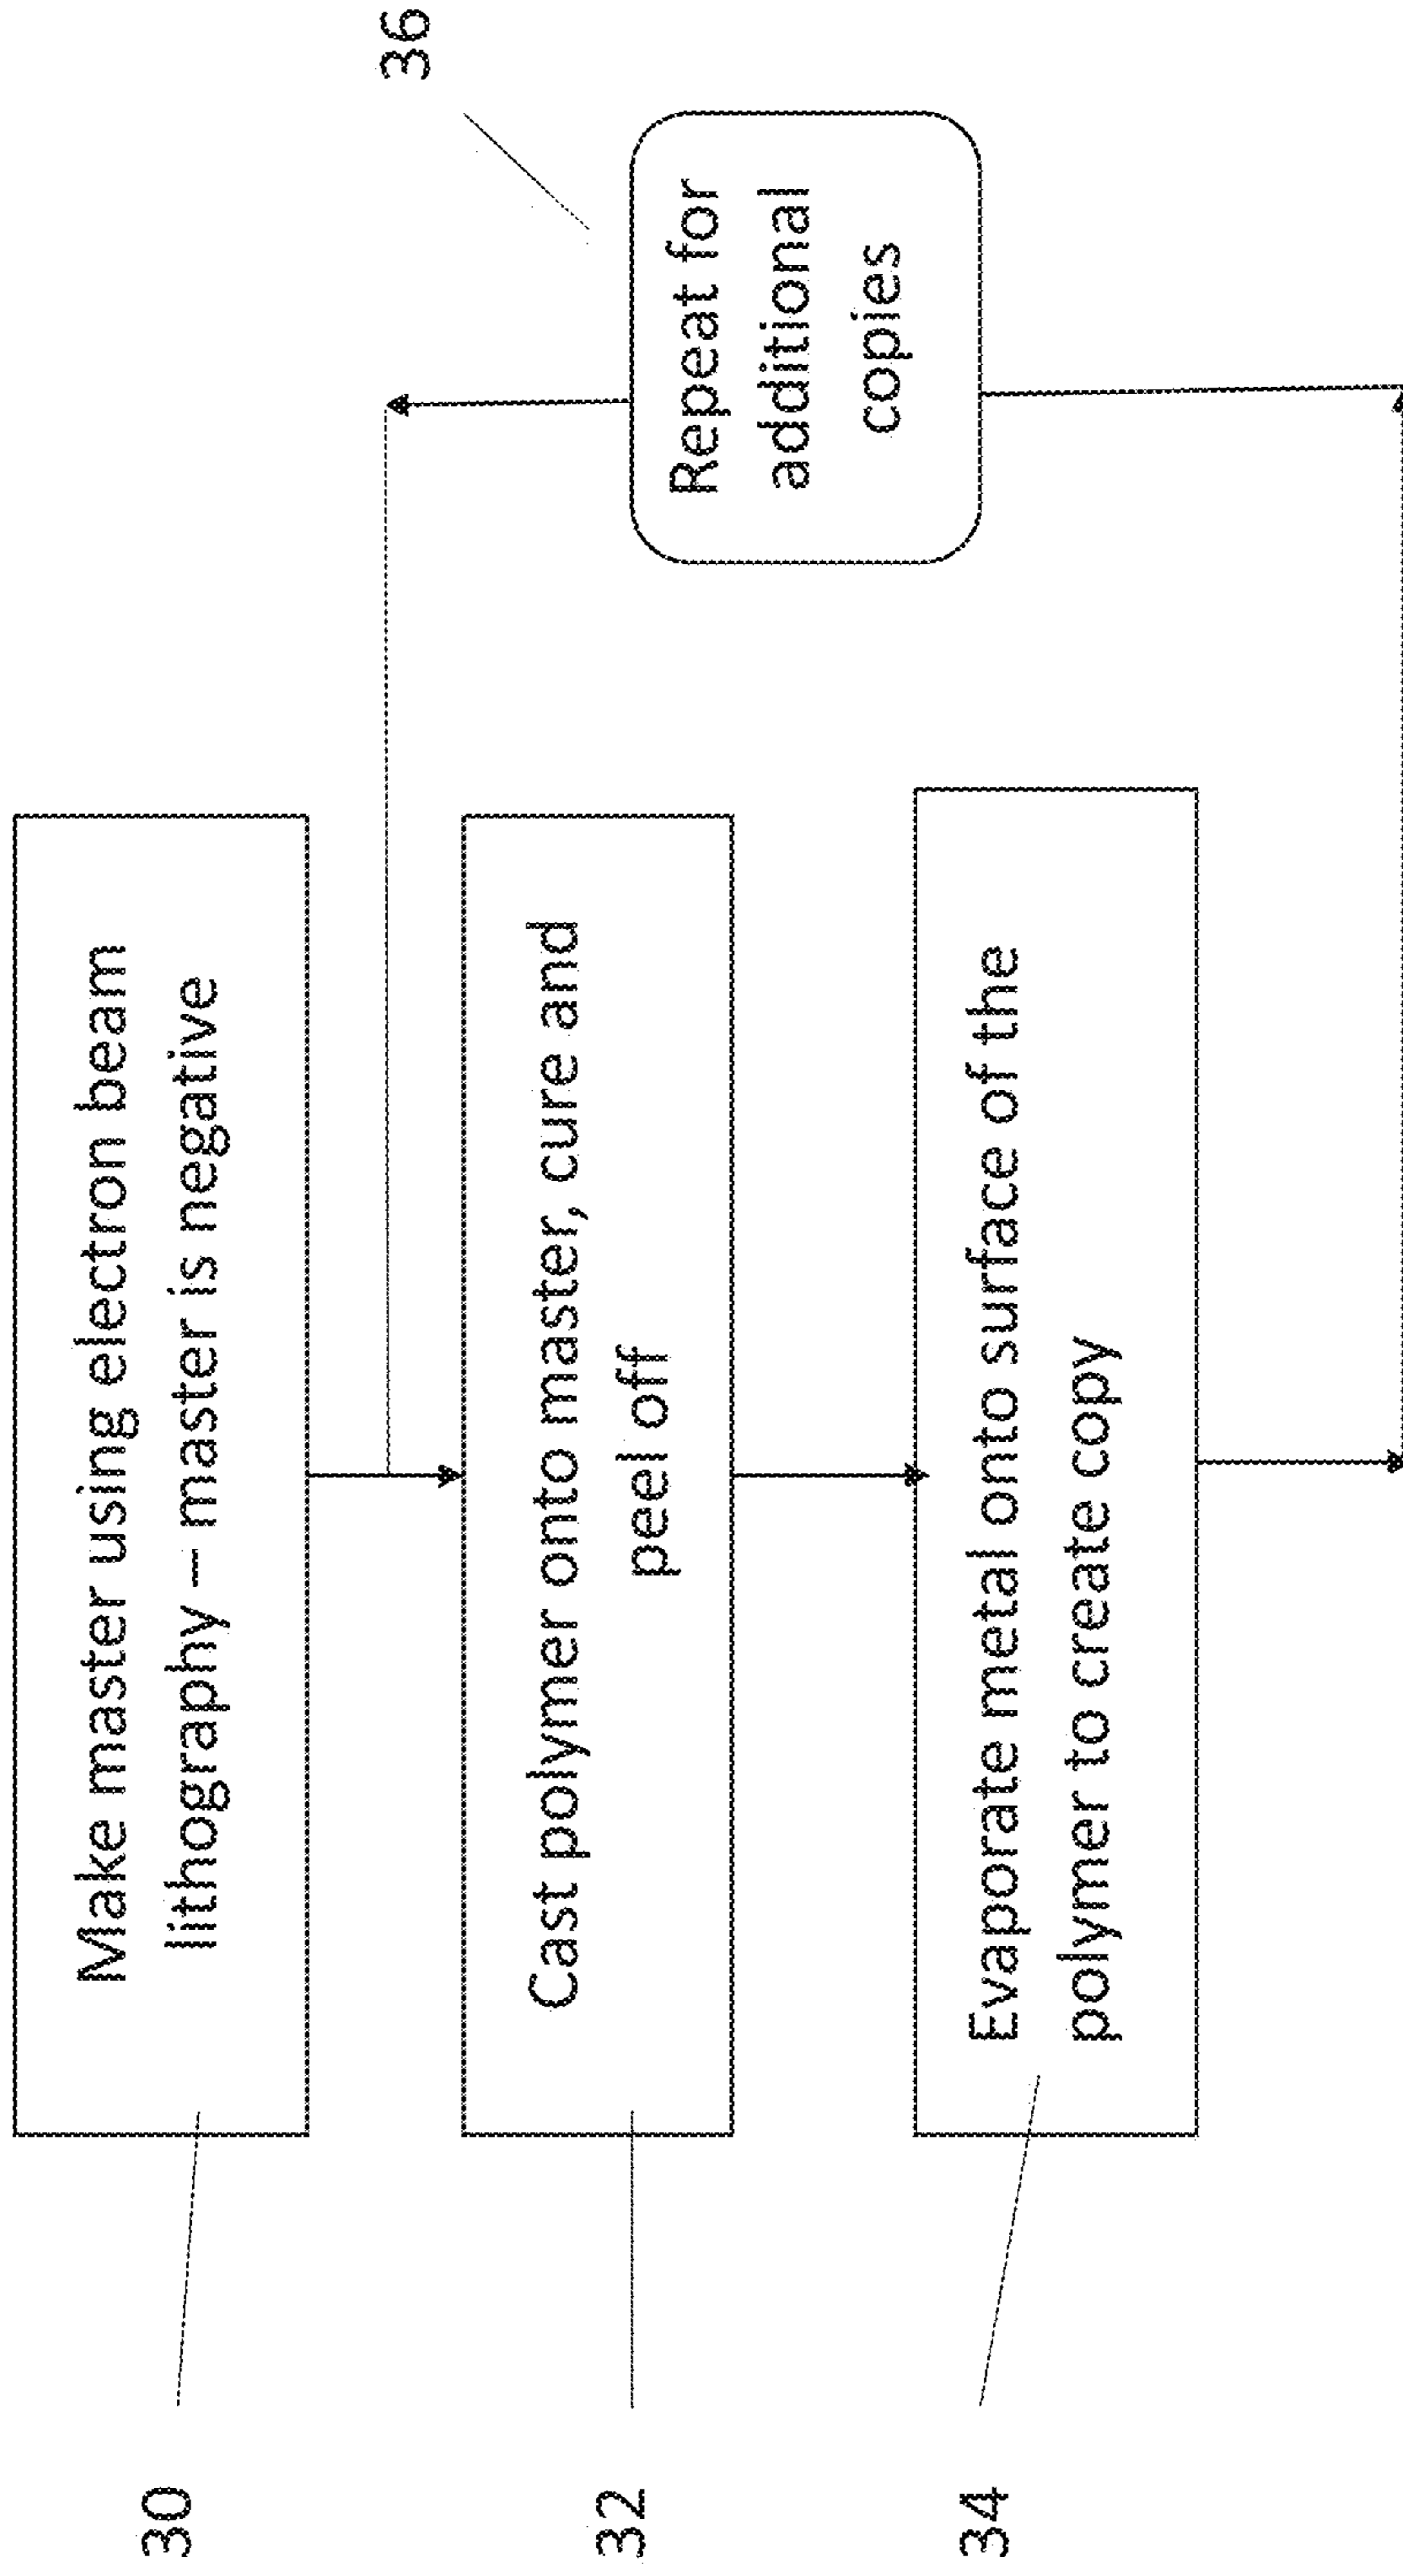 30
Make master using electron beam
lithography – master is negative
32
Cast polymer onto master, cure and
peel off
34
Evaporate metal onto surface of the
polymer to create copy
36
Repeat for
additional
copies